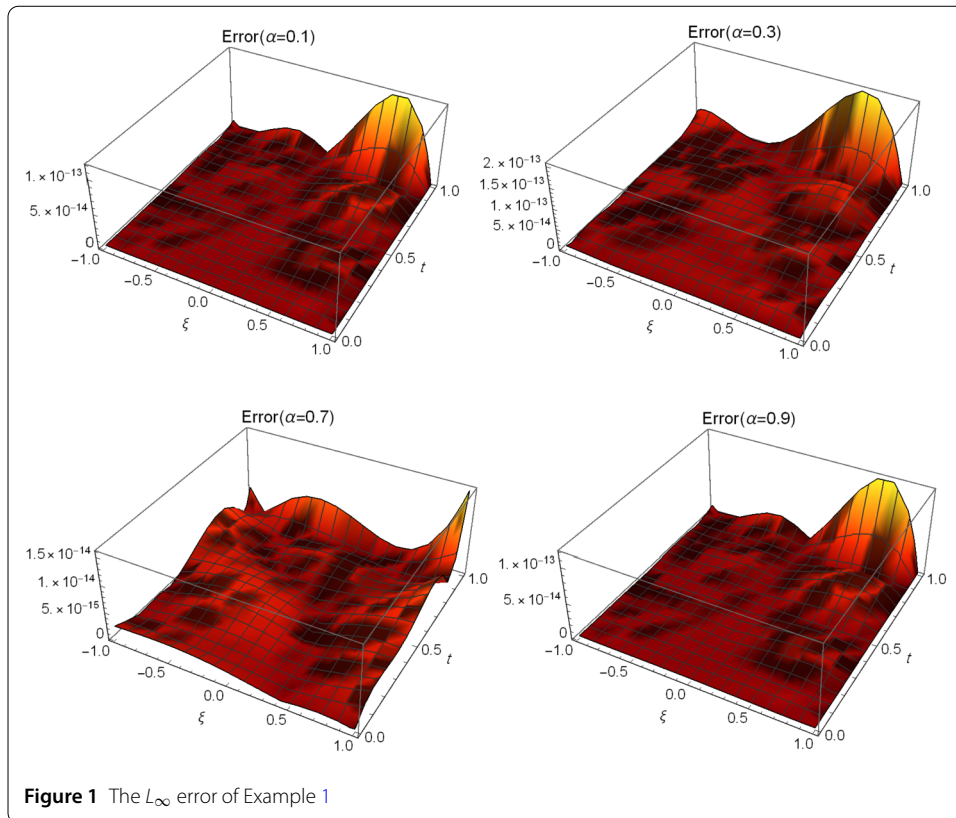 Error(α=0.1)
1. × 10⁻¹³
5. × 10⁻¹⁴
0
−1.0
−0.5
0.0
0.5
1.0
ξ
0.0
0.5
1.0
t
Error(α=0.3)
2. × 10⁻¹³
1.5 × 10⁻¹³
1. × 10⁻¹³
5. × 10⁻¹⁴
0
−1.0
−0.5
0.0
0.5
1.0
ξ
0.0
0.5
1.0
t
Error(α=0.7)
1.5 × 10⁻¹⁴
1. × 10⁻¹⁴
5. × 10⁻¹⁵
0
−1.0
−0.5
0.0
0.5
1.0
ξ
0.0
0.5
1.0
t
Error(α=0.9)
1. × 10⁻¹³
5. × 10⁻¹⁴
0
−1.0
−0.5
0.0
0.5
1.0
ξ
0.0
0.5
1.0
t
Figure 1 The L∞ error of Example 1